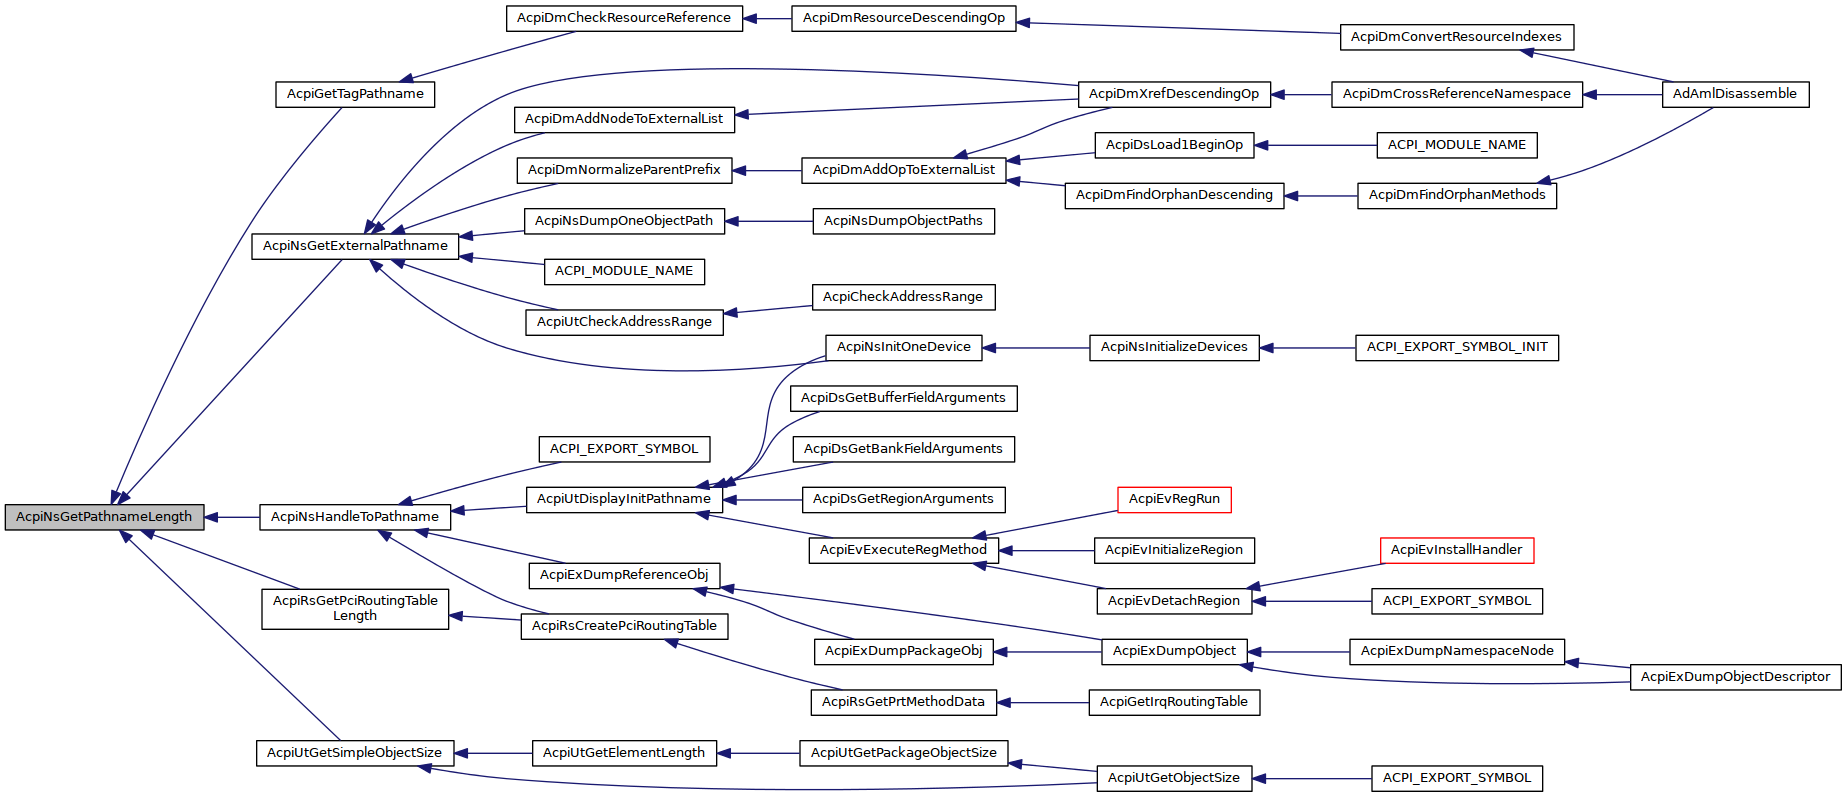 AcpiDmCheckResourceReference
AcpiDmResourceDescendingOp
AcpiDmConvertResourceIndexes
AcpiGetTagPathname
AcpiDmXrefDescendingOp
AcpiDmCrossReferenceNamespace
AdAmlDisassemble
AcpiDmAddNodeToExternalList
AcpiDsLoad1BeginOp
ACPI_MODULE_NAME
AcpiDmNormalizeParentPrefix
AcpiDmAddOpToExternalList
AcpiDmFindOrphanDescending
AcpiDmFindOrphanMethods
AcpiNsDumpOneObjectPath
AcpiNsDumpObjectPaths
AcpiNsGetExternalPathname
ACPI_MODULE_NAME
AcpiCheckAddressRange
AcpiUtCheckAddressRange
AcpiNsInitOneDevice
AcpiNsInitializeDevices
ACPI_EXPORT_SYMBOL_INIT
AcpiDsGetBufferFieldArguments
ACPI_EXPORT_SYMBOL
AcpiDsGetBankFieldArguments
AcpiUtDisplayInitPathname
AcpiDsGetRegionArguments
AcpiEvRegRun
AcpiNsGetPathnameLength
AcpiNsHandleToPathname
AcpiEvExecuteRegMethod
AcpiEvInitializeRegion
AcpiEvInstallHandler
AcpiExDumpReferenceObj
AcpiEvDetachRegion
ACPI_EXPORT_SYMBOL
AcpiRsGetPciRoutingTable
Length
AcpiRsCreatePciRoutingTable
AcpiExDumpPackageObj
AcpiExDumpObject
AcpiExDumpNamespaceNode
AcpiExDumpObjectDescriptor
AcpiRsGetPrtMethodData
AcpiGetIrqRoutingTable
AcpiUtGetSimpleObjectSize
AcpiUtGetElementLength
AcpiUtGetPackageObjectSize
AcpiUtGetObjectSize
ACPI_EXPORT_SYMBOL